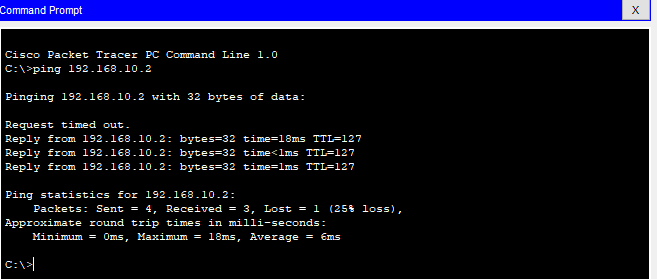 Command Prompt
X
Cisco Packet Tracer PC Command Line 1.0
C:\>ping 192.168.10.2
Pinging 192.168.10.2 with 32 bytes of data:
Request timed out.
Reply from 192.168.10.2: bytes=32 time=18ms TTL=127
Reply from 192.168.10.2: bytes=32 time<1ms TTL=127
Reply from 192.168.10.2: bytes=32 time=1ms TTL=127
Ping statistics for 192.168.10.2:
Packets: Sent = 4, Received = 3, Lost = 1 (25% loss),
Approximate round trip times in milli-seconds:
Minimum = 0ms, Maximum = 18ms, Average = 6ms
C:\>